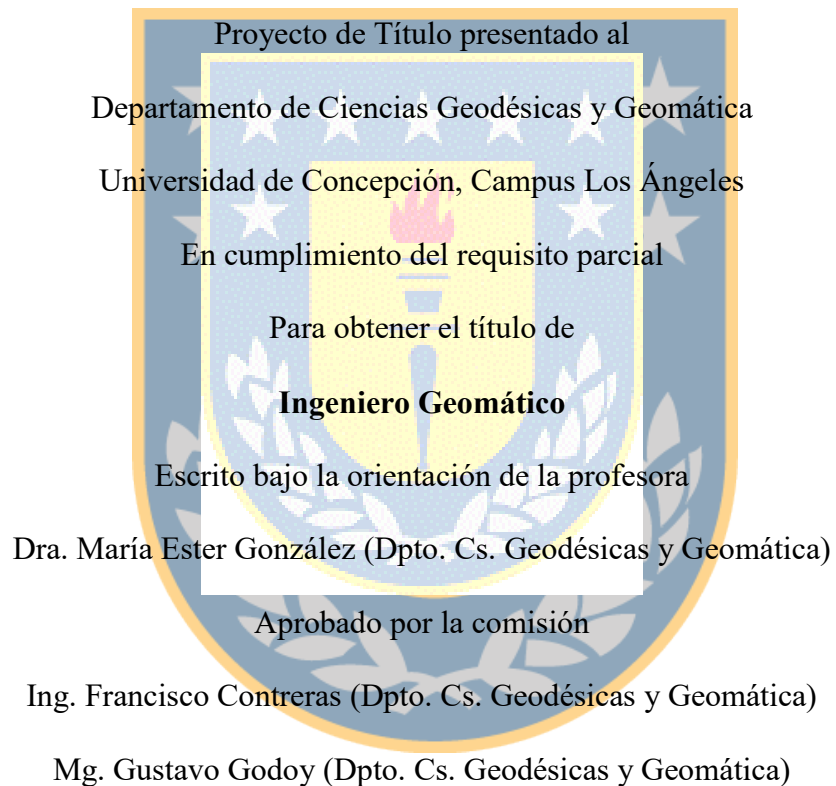 Proyecto de Título presentado al
Departamento de Ciencias Geodésicas y Geomática
Universidad de Concepción, Campus Los Ángeles
En cumplimiento del requisito parcial
Para obtener el título de
Ingeniero Geomático
Escrito bajo la orientación de la profesora
Dra. María Ester González (Dpto. Cs. Geodésicas y Geomática)
Aprobado por la comisión
Ing. Francisco Contreras (Dpto. Cs. Geodésicas y Geomática)
Mg. Gustavo Godoy (Dpto. Cs. Geodésicas y Geomática)